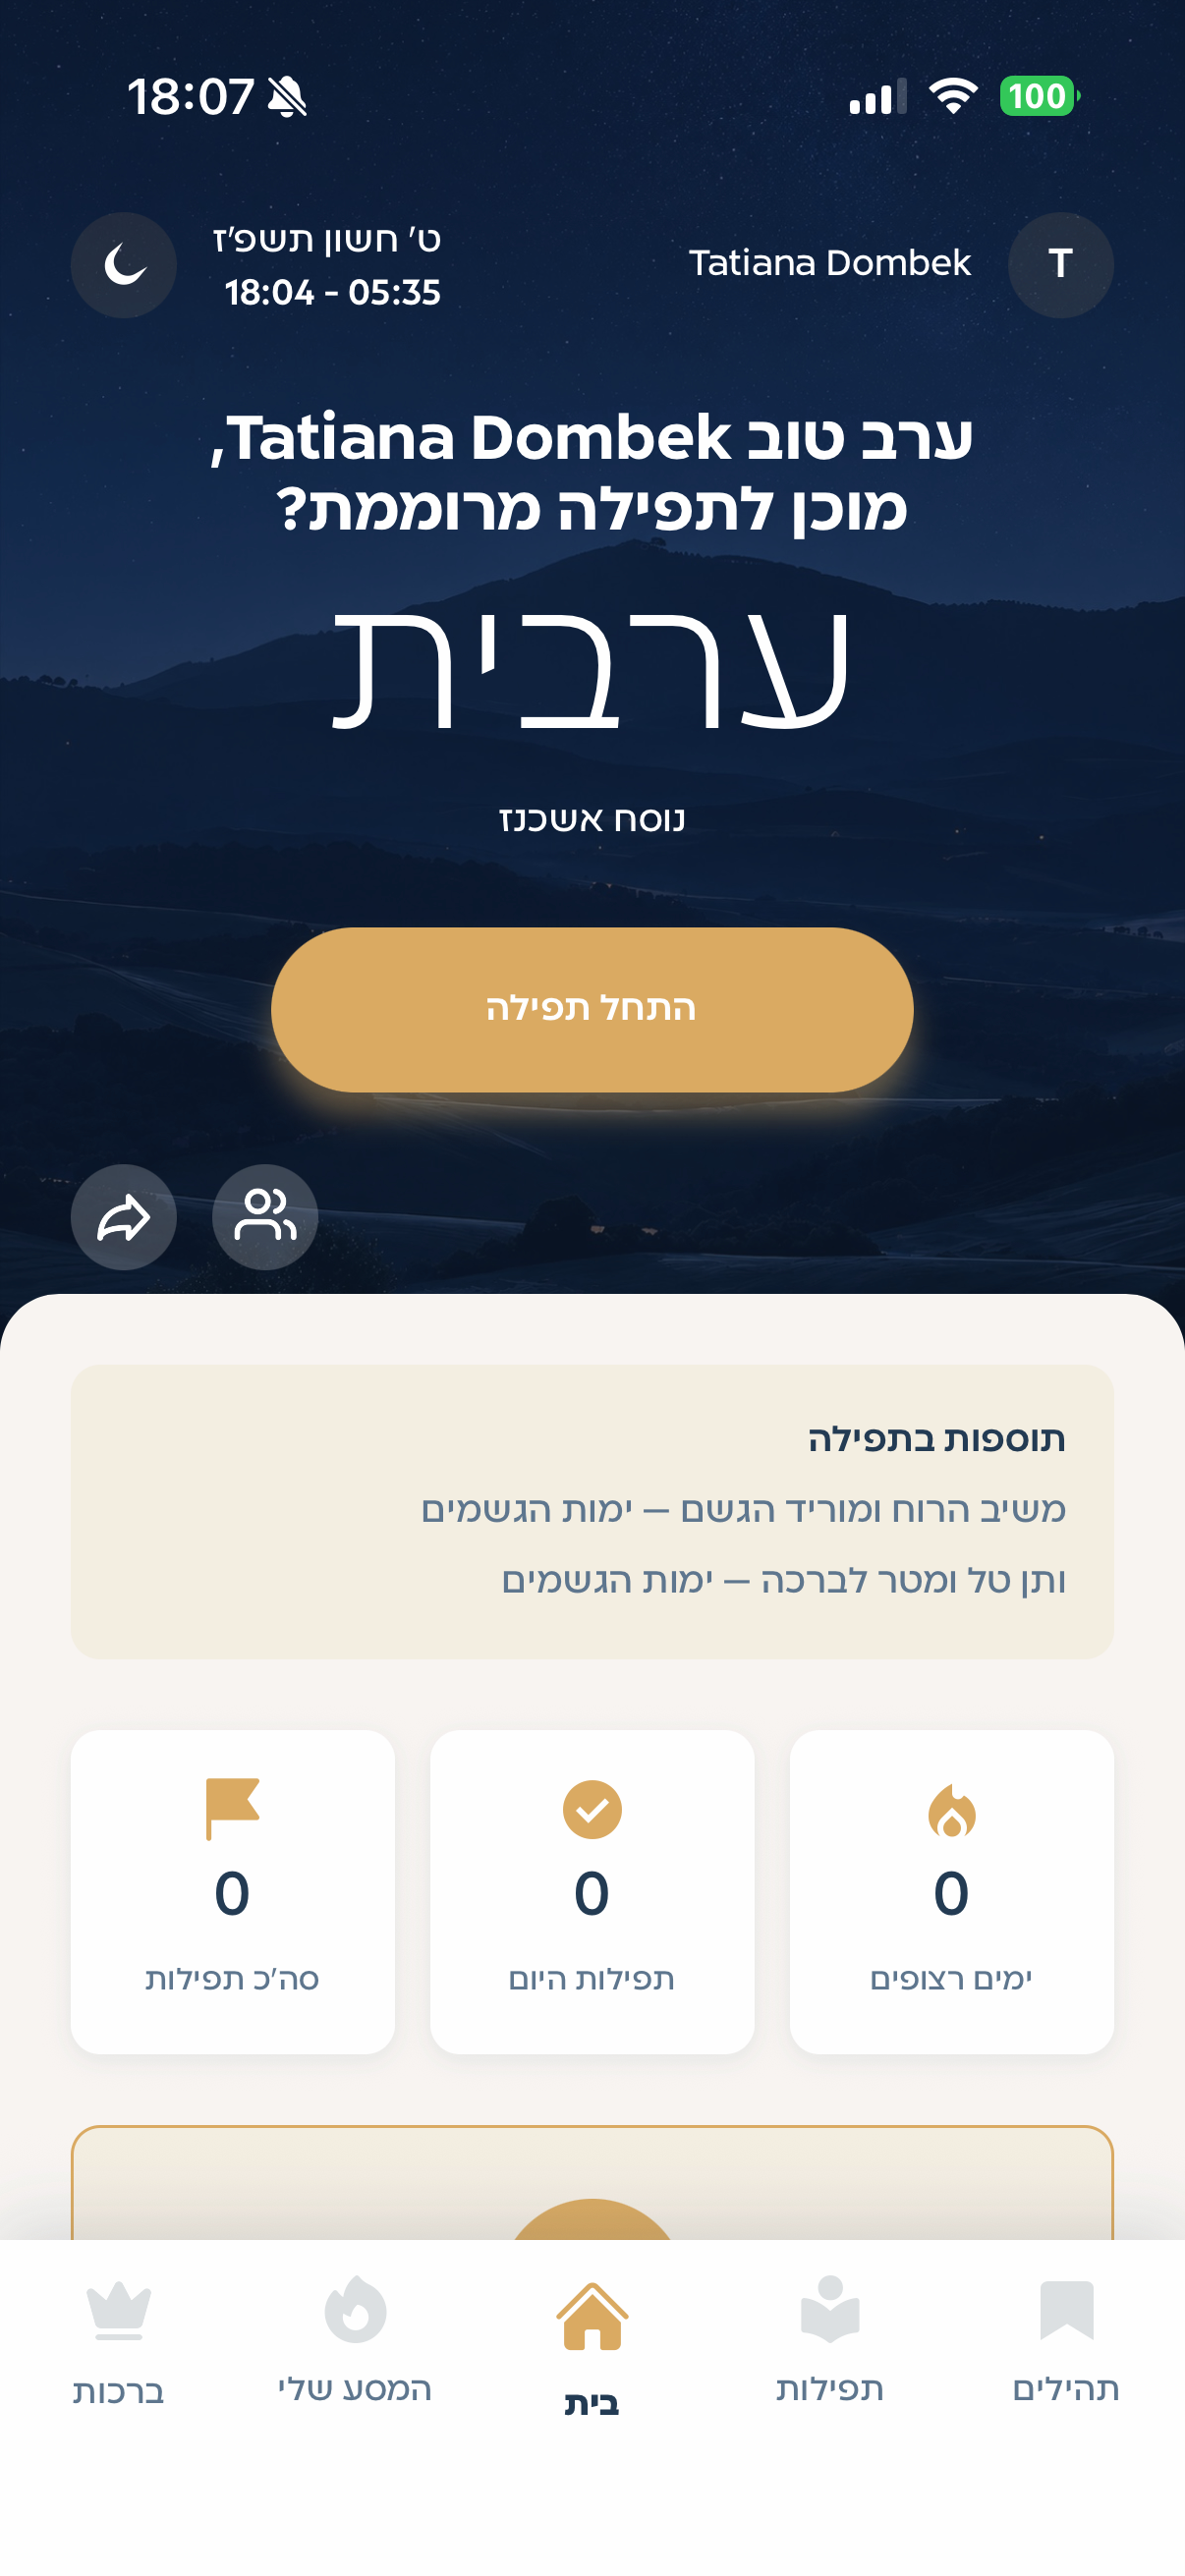 18:07
100
T
Tatiana Dombek
ט' חשון תשפ'ז
18:04 - 05:35
ערב טוב Tatiana Dombek,
מוכן לתפילה מרוממת?
ערבית
נוסח אשכנז
התחל תפילה
תוספות בתפילה
משיב הרוח ומוריד הגשם — ימות הגשמים
ותן טל ומטר לברכה — ימות הגשמים
0
ימים רצופים
0
תפילות היום
0
סה'כ תפילות
תהילים
תפילות
בית
המסע שלי
ברכות